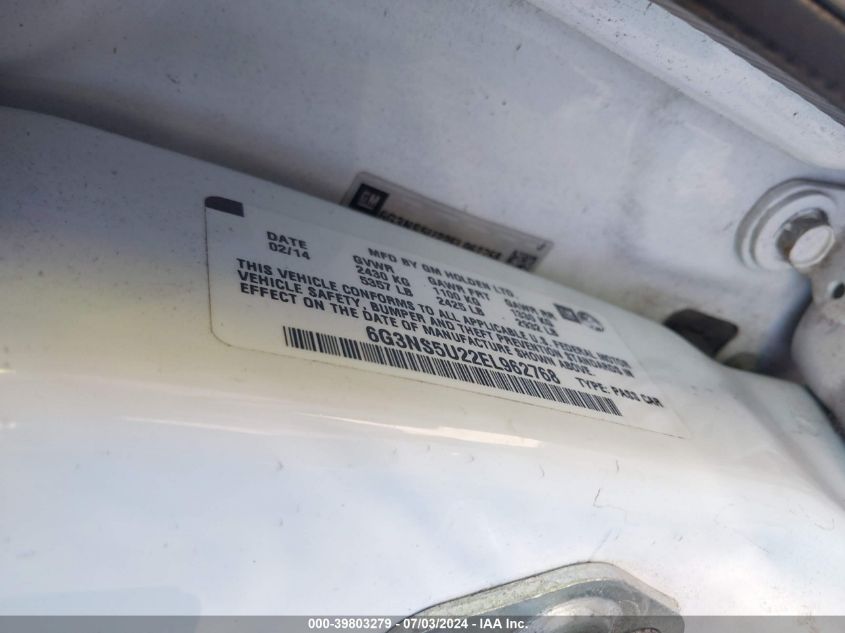 GM
DATE
02/14
MFD BY GM HOLDEN LTD.
GVWR GAWR FRT GAWR RR
2430 KG 1100 KG 1330 KG
5357 LB 2425 LB 2932 LB
THIS VEHICLE CONFORMS TO ALL APPLICABLE U.S. FEDERAL MOTOR
VEHICLE SAFETY, BUMPER AND THEFT PREVENTION STANDARDS IN
EFFECT ON THE DATE OF MANUFACTURE SHOWN ABOVE.
6G3NS5U22EL962768 TYPE: PASS CAR
000-39803279 - 07/03/2024 - IAA Inc.